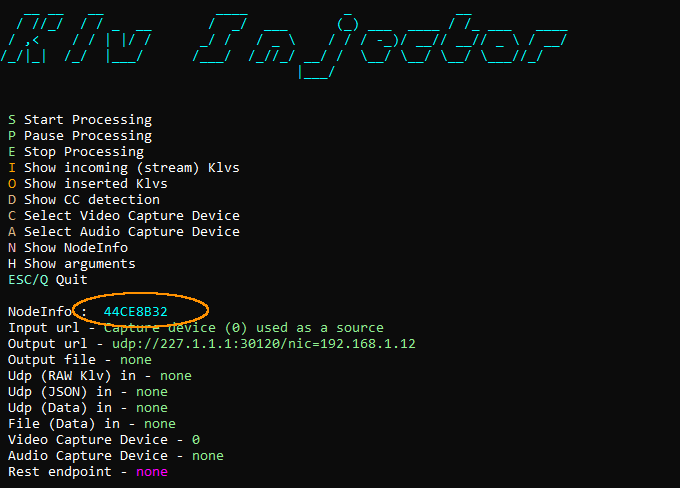 Klv Injector
S Start Processing
P Pause Processing
E Stop Processing
I Show incoming (stream) Klvs
O Show inserted Klvs
D Show CC detection
C Select Video Capture Device
A Select Audio Capture Device
N Show NodeInfo
H Show arguments
ESC/Q Quit
NodeInfo : 44CE8B32
Input url - Capture device (0) used as a source
Output url - udp://227.1.1.1:30120/nic=192.168.1.12
Output file - none
Udp (RAW Klv) in - none
Udp (JSON) in - none
Udp (Data) in - none
File (Data) in - none
Video Capture Device - 0
Audio Capture Device - none
Rest endpoint - none